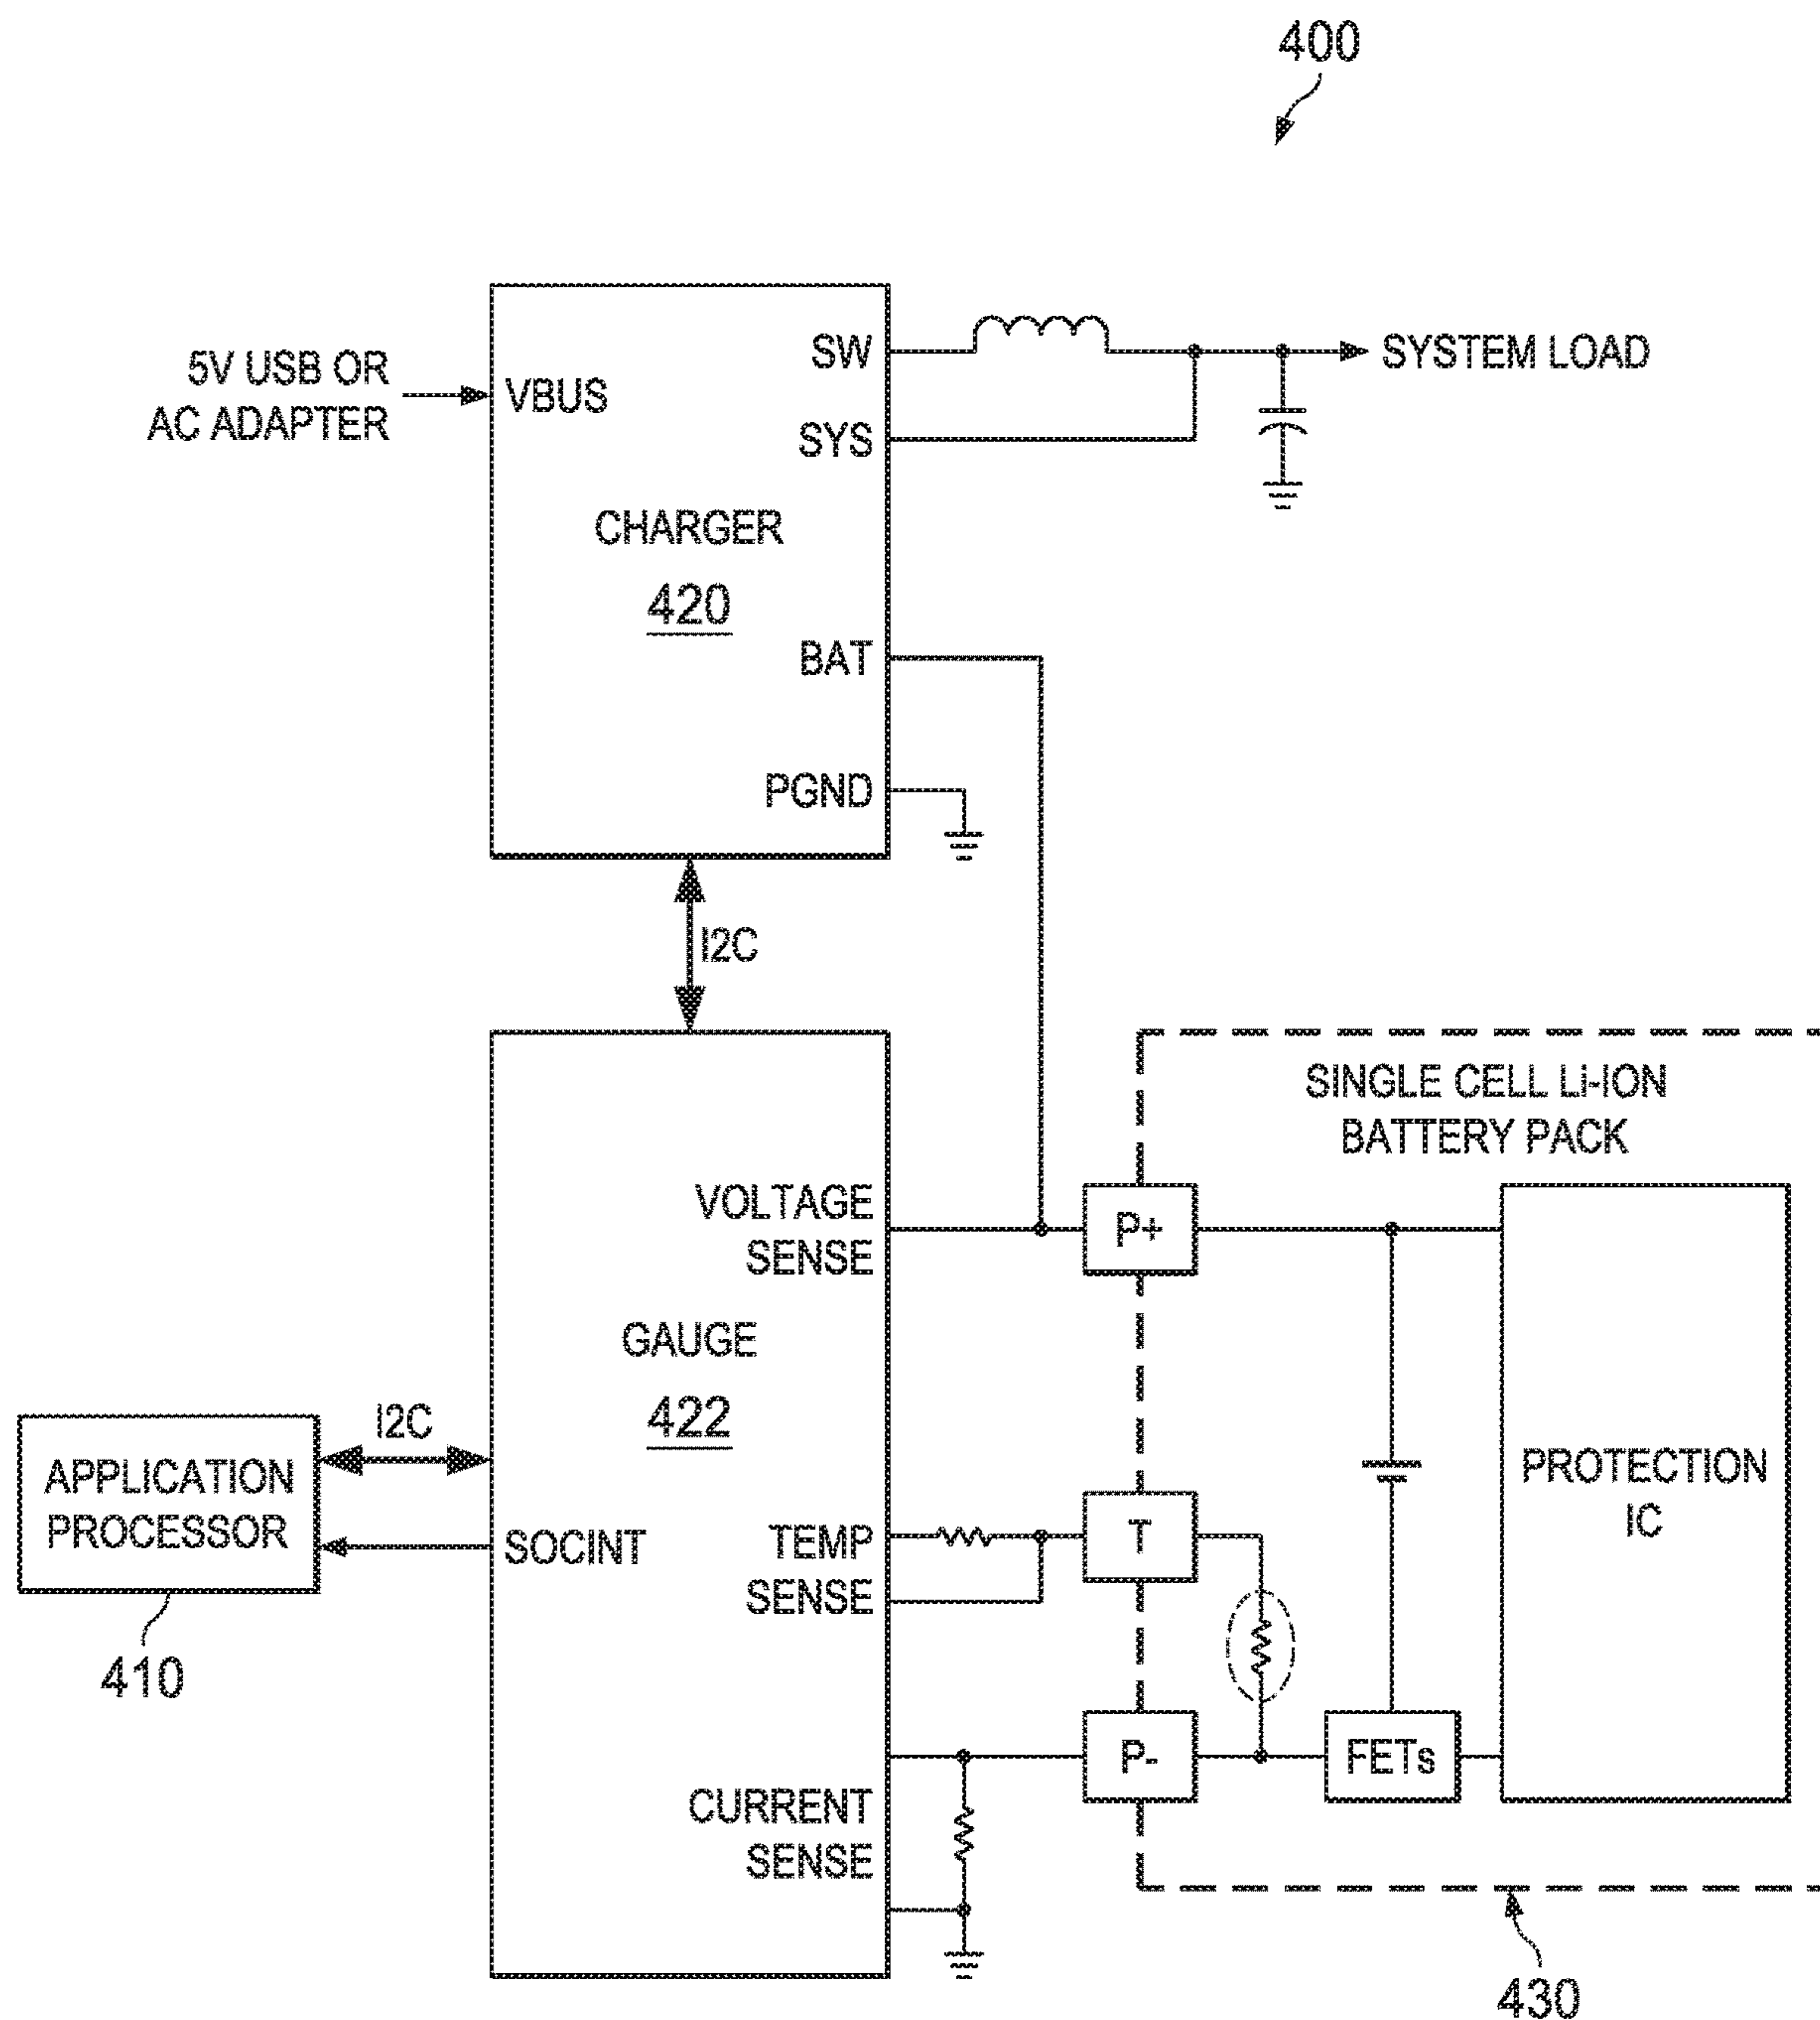 400
5V USB OR
AC ADAPTER
VBUS
SW
SYSTEM LOAD
SYS
CHARGER
420
BAT
PGND
I2C
SINGLE CELL LI-ION
BATTERY PACK
VOLTAGE
SENSE
P+
GAUGE
422
I2C
APPLICATION
PROCESSOR
SOCINT
410
TEMP
SENSE
T
PROTECTION
IC
P-
FETs
CURRENT
SENSE
430